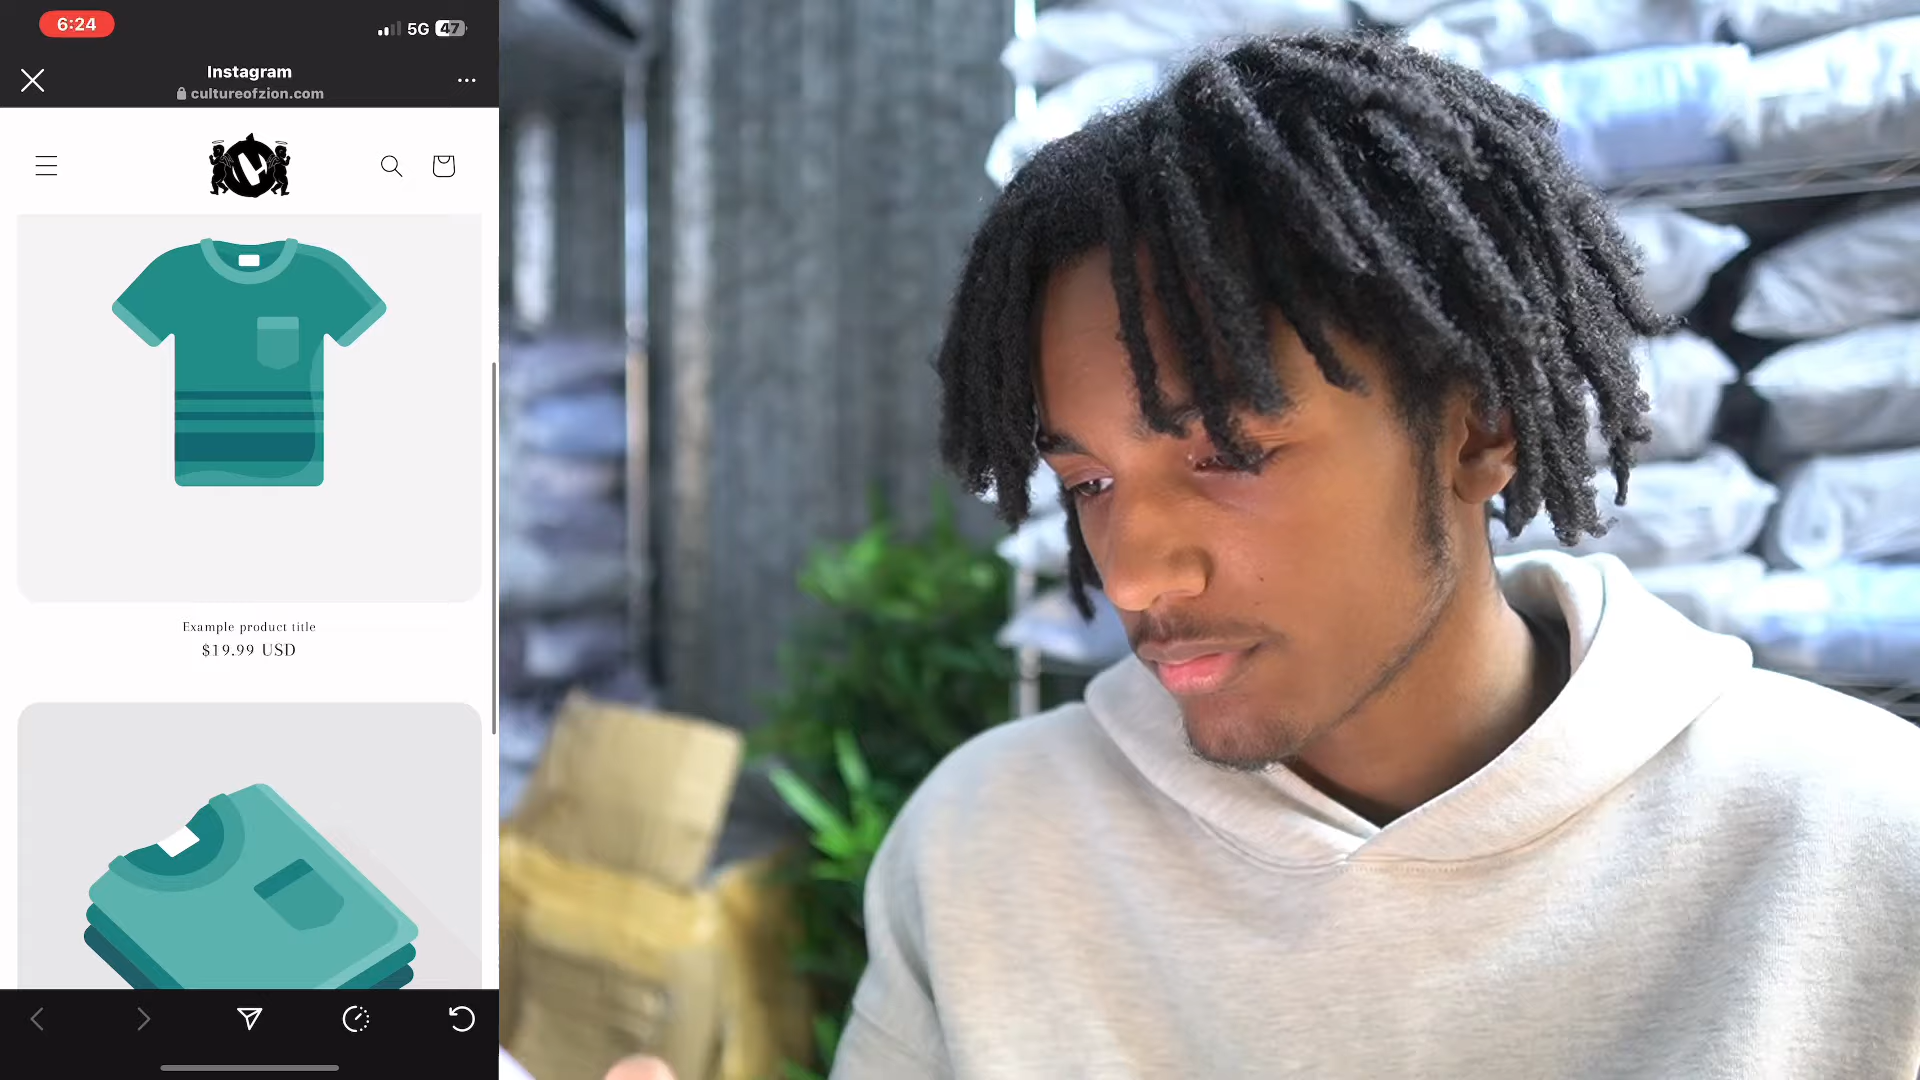 6:24
5G 47
Instagram
cultureofzion.com
Example product title
$19.99 USD